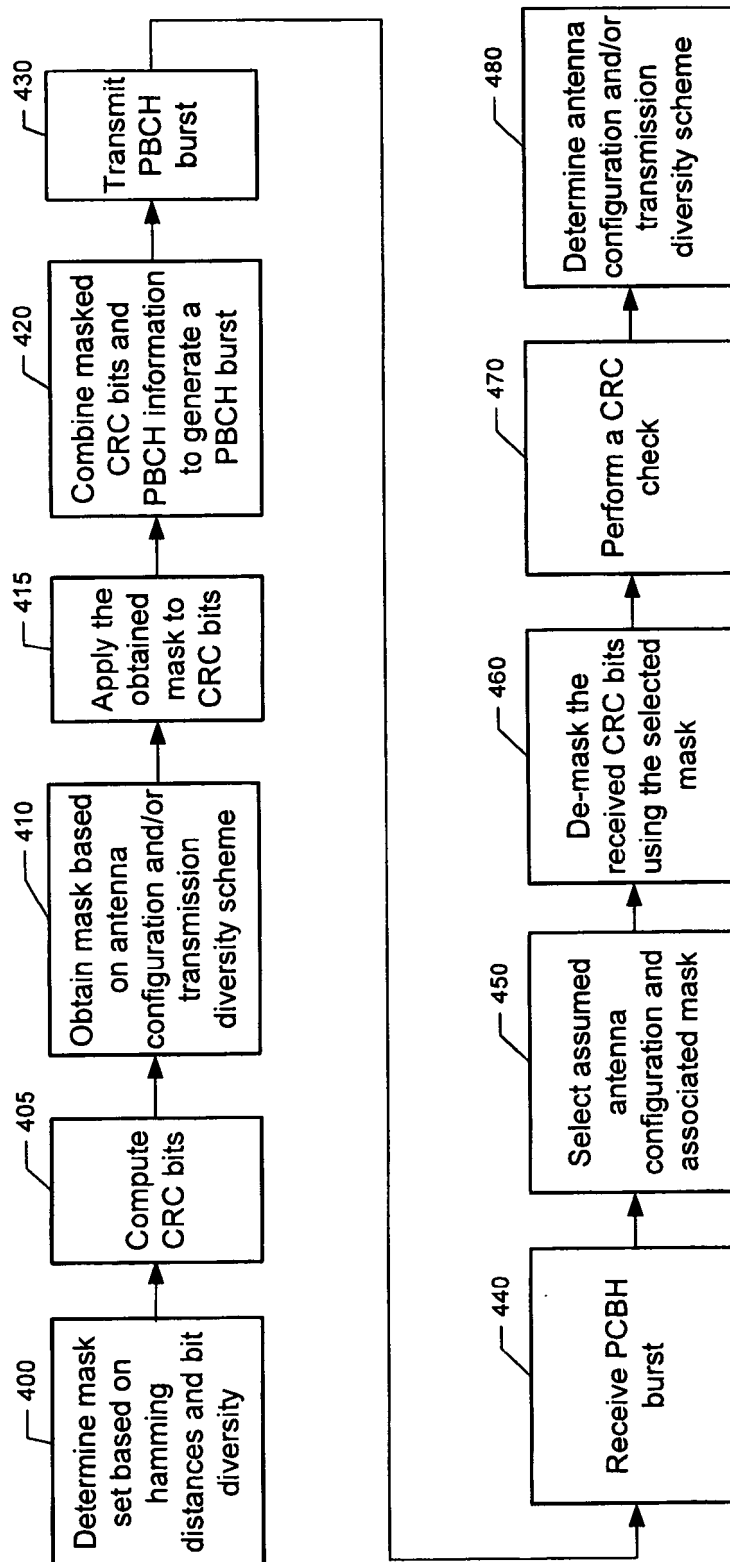 400
Determine mask
set based on
hamming
distances and bit
diversity
405
Compute
CRC bits
410
Obtain mask based
on antenna
configuration and/or
transmission
diversity scheme
415
Apply the
obtained
mask to
CRC bits
420
Combine masked
CRC bits and
PBCH information
to generate a
PBCH burst
430
Transmit
PBCH
burst
440
Receive PCBH
burst
450
Select assumed
antenna
configuration and
associated mask
460
De-mask the
received CRC bits
using the selected
mask
470
Perform a CRC
check
480
Determine antenna
configuration and/or
transmission
diversity scheme